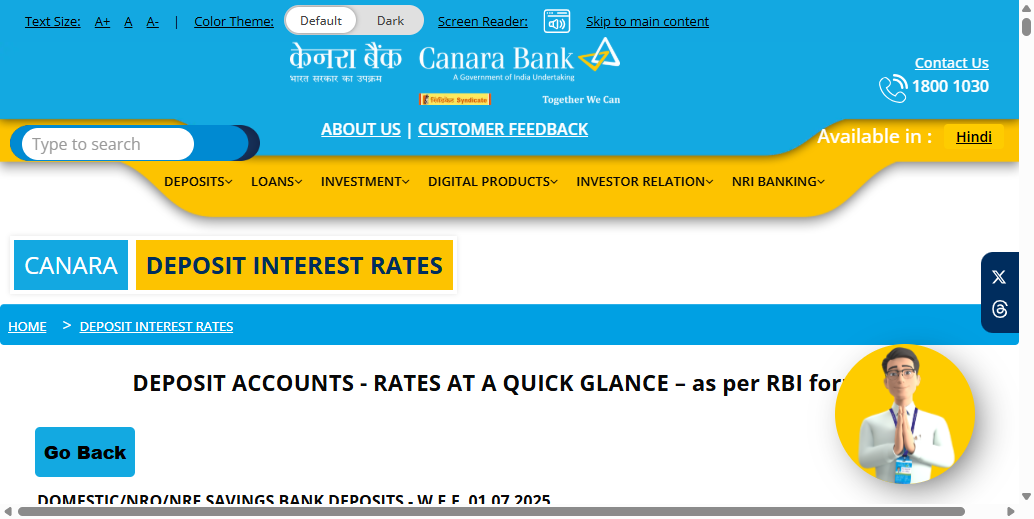 Text Size: A+ A A- | Color Theme: Default Dark Screen Reader: Skip to main content
केनरा बैंक Canara Bank
भारत सरकार का उपक्रम A Government of India Undertaking
सिंडिकेट Syndicate Together We Can
Contact Us
1800 1030
ABOUT US | CUSTOMER FEEDBACK
Type to search
Available in : Hindi
DEPOSITS LOANS INVESTMENT DIGITAL PRODUCTS INVESTOR RELATION NRI BANKING
CANARA DEPOSIT INTEREST RATES
HOME > DEPOSIT INTEREST RATES
DEPOSIT ACCOUNTS - RATES AT A QUICK GLANCE – as per RBI
Go Back
DOMESTIC/NRO/NRE SAVINGS BANK DEPOSITS - W.E.F. 01.07.2025